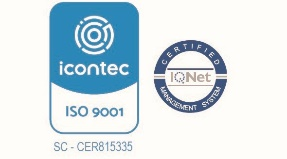 icontec
ISO 9001
SC - CER815335
CERTIFIED
IQNet
MANAGEMENT SYSTEM